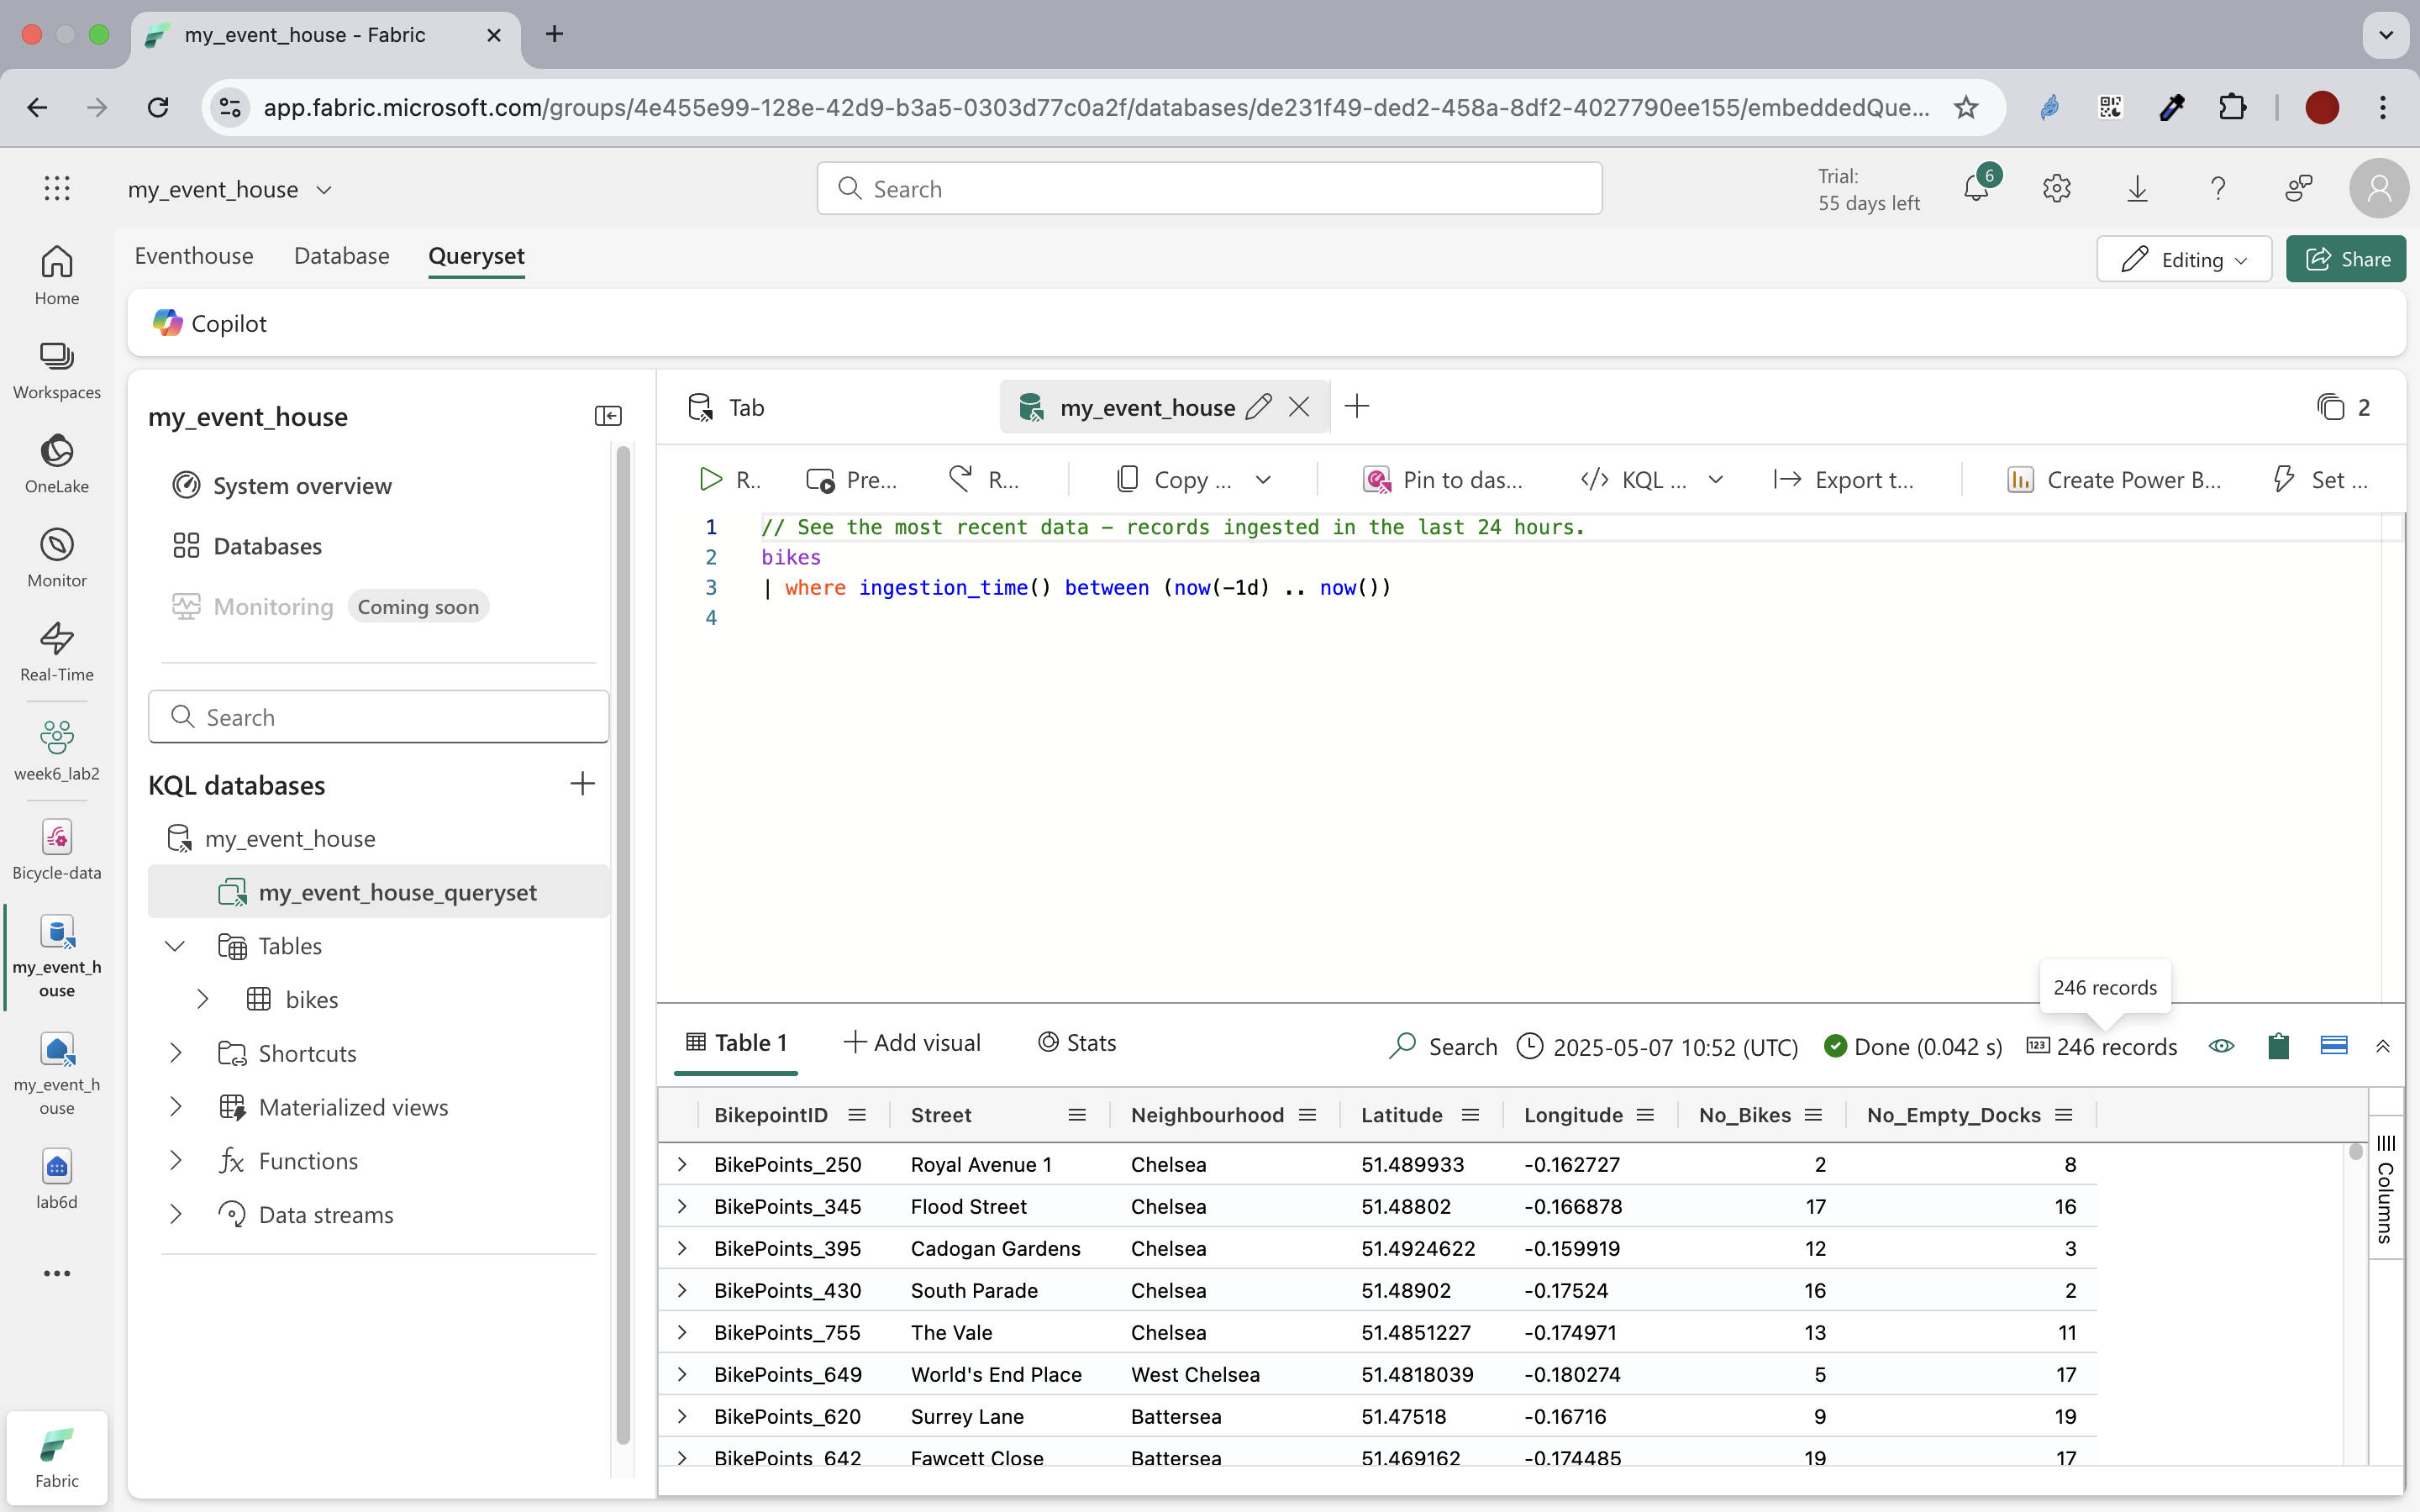 my_event_house - Fabric
app.fabric.microsoft.com/groups/4e455e99-128e-42d9-b3a5-0303d77c0a2f/databases/de231f49-ded2-458a-8df2-4027790ee155/embeddedQue...
my_event_house
Search
Trial:
55 days left
6
Eventhouse Database Queryset
Editing
Share
Copilot
Home
Workspaces
OneLake
Monitor
Real-Time
week6_lab2
Bicycle-data
my_event_h
ouse
my_event_h
ouse
lab6d
Fabric
my_event_house
System overview
Databases
Monitoring Coming soon
Search
KQL databases
my_event_house
my_event_house_queryset
Tables
bikes
Shortcuts
Materialized views
Functions
Data streams
Tab my_event_house 2
R.. Pre... R... Copy ... Pin to das... KQL ... Export t... Create Power B... Set ...
1 // See the most recent data - records ingested in the last 24 hours.
2 bikes
3 | where ingestion_time() between (now(-1d) .. now())
4
246 records
Table 1 Add visual Stats Search 2025-05-07 10:52 (UTC) Done (0.042 s) 123 246 records
BikepointID Street Neighbourhood Latitude Longitude No_Bikes No_Empty_Docks
BikePoints_250 Royal Avenue 1 Chelsea 51.489933 -0.162727 2 8
BikePoints_345 Flood Street Chelsea 51.48802 -0.166878 17 16
BikePoints_395 Cadogan Gardens Chelsea 51.4924622 -0.159919 12 3
BikePoints_430 South Parade Chelsea 51.48902 -0.17524 16 2
BikePoints_755 The Vale Chelsea 51.4851227 -0.174971 13 11
BikePoints_649 World's End Place West Chelsea 51.4818039 -0.180274 5 17
BikePoints_620 Surrey Lane Battersea 51.47518 -0.16716 9 19
BikePoints_642 Fawcett Close Battersea 51.469162 -0.174485 19 17
Columns